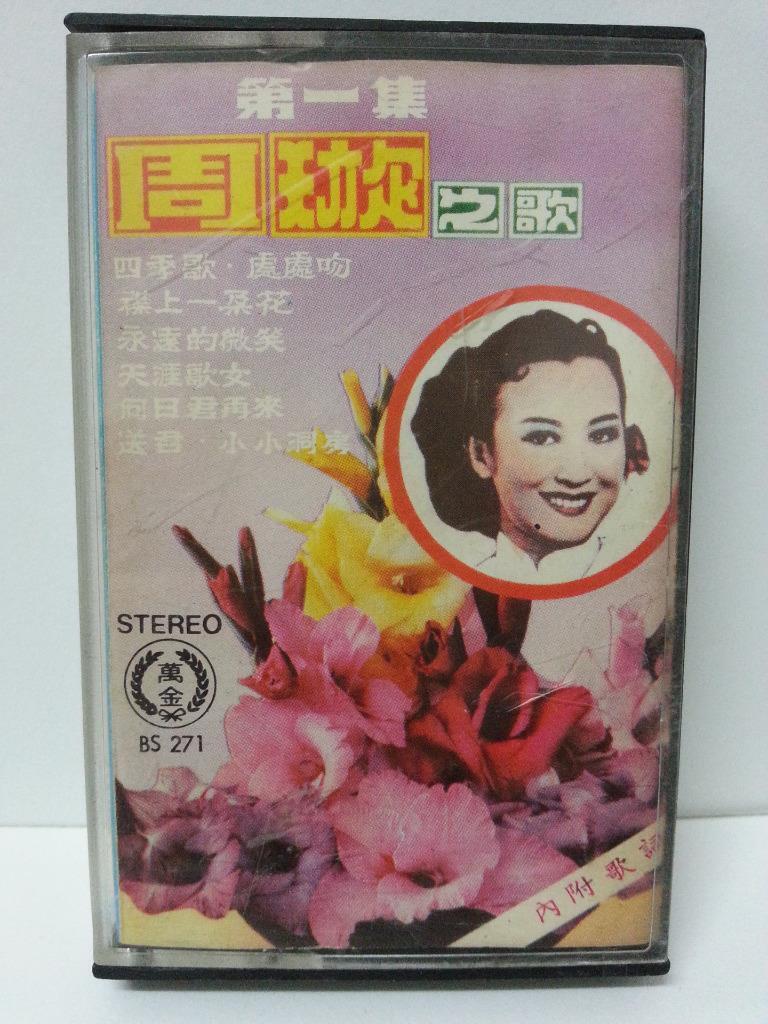 第一集
周璇之歌
四季歌·處處吻
襟上一朵花
永遠的微笑
天涯歌女
何日君再來
送君·小小洞房
STEREO
萬金
BS 271
內附歌詞